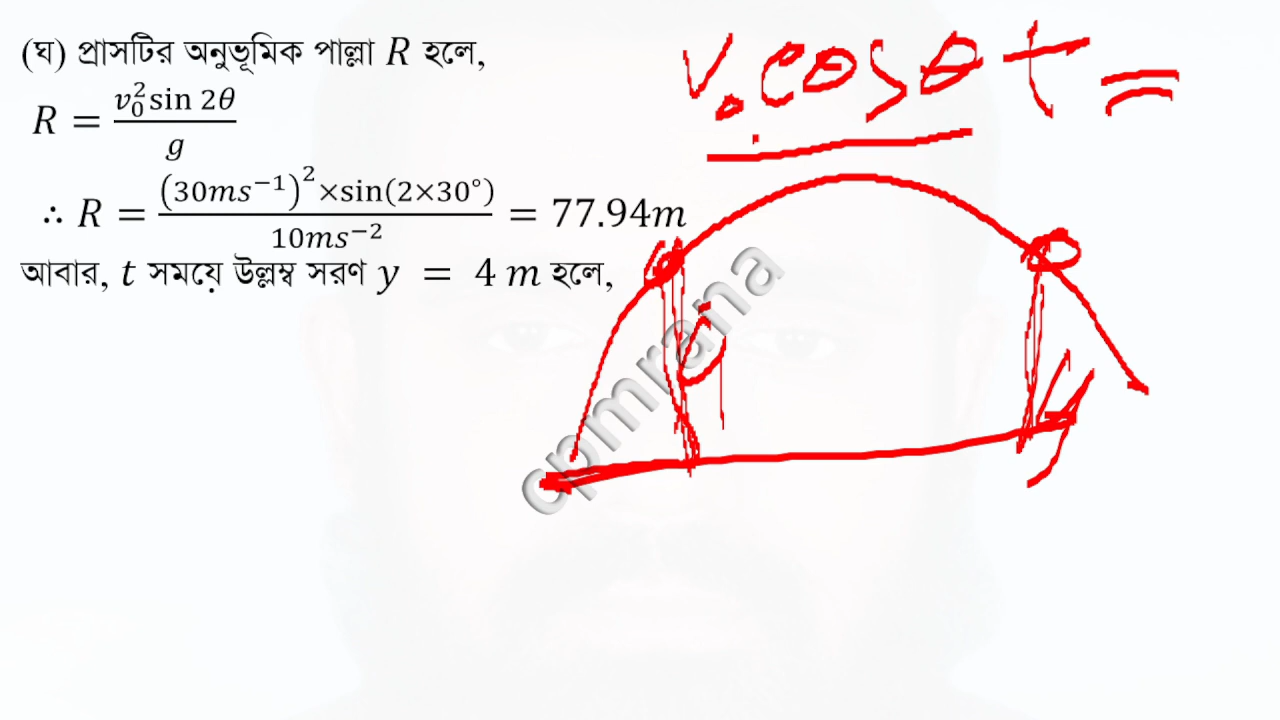 (ঘ) প্রাসটির অনুভূমিক পাল্লা R হলে,
R = v₀² sin 2θ / g
∴ R = (30ms⁻¹)²×sin(2×30°) / 10ms⁻² = 77.94m
আবার, t সময়ে উল্লম্ব সরণ y = 4 m হলে,
v₀ cosθ t =
cpmrana